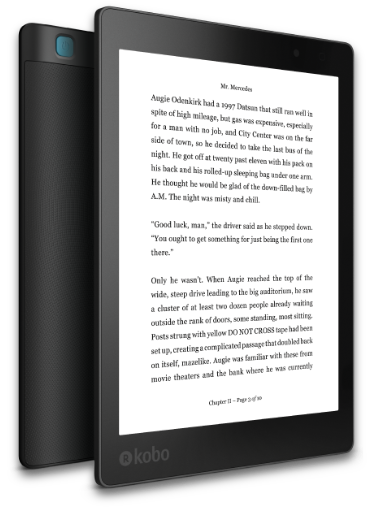 Mr. Mercedes
Augie Odenkirk had a 1997 Datsun that still ran well in
spite of high mileage, but gas was expensive, especially
for a man with no job, and City Center was on the far
side of town, so he decided to take the last bus of the
night. He got off at twenty past eleven with his pack on
his back and his rolled-up sleeping bag under one arm.
He thought he would be glad of the down-filled bag by
A.M. The night was misty and chill.
“Good luck, man,” the driver said as he stepped down.
“You ought to get something for just being the first one
there.”
Only he wasn’t. When Augie reached the top of the
wide, steep drive leading to the big auditorium, he saw
a cluster of at least two dozen people already waiting
outside the rank of doors, some standing, most sitting.
Posts strung with yellow DO NOT CROSS tape had been
set up, creating a complicated passage that doubled back
on itself, mazelike. Augie was familiar with these from
movie theaters and the bank where he was currently
Chapter II – Page 3 of 10
kobo